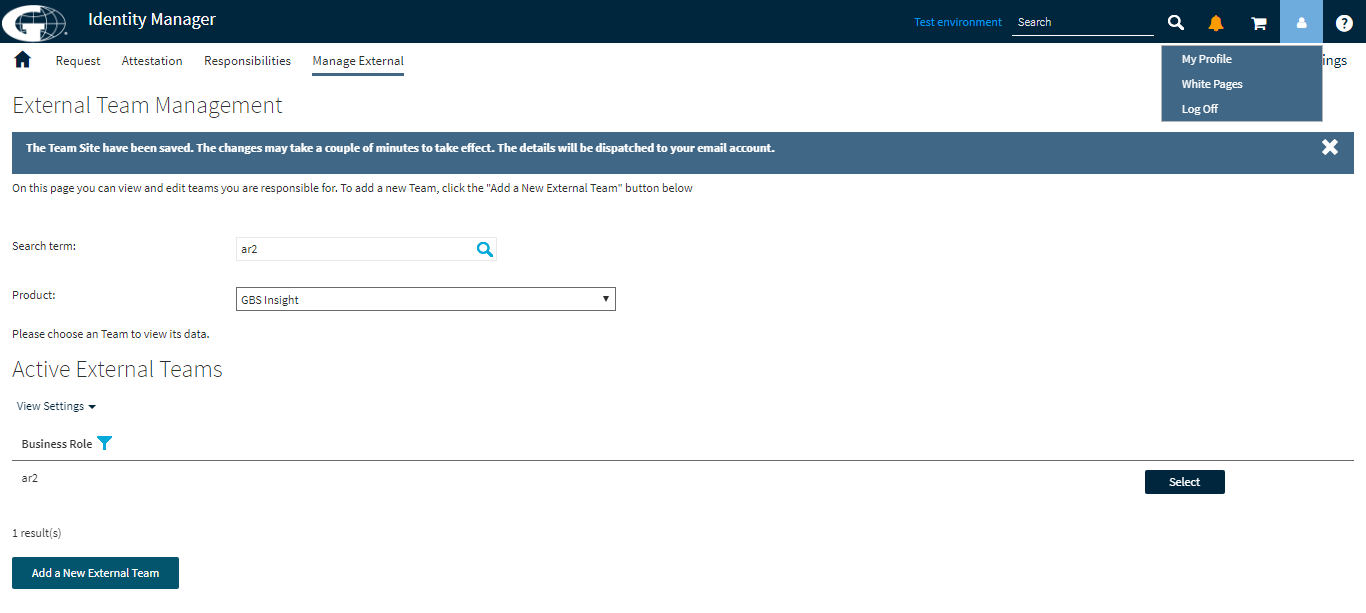 Identity Manager
Test environment
Search
Request
Attestation
Responsibilities
Manage External
My Profile
White Pages
Log Off
External Team Management
The Team Site have been saved. The changes may take a couple of minutes to take effect. The details will be dispatched to your email account.
On this page you can view and edit teams you are responsible for. To add a new Team, click the "Add a New External Team" button below
Search term:
ar2
Product:
GBS Insight
Please choose an Team to view its data.
Active External Teams
View Settings
Business Role
ar2
Select
1 result(s)
Add a New External Team